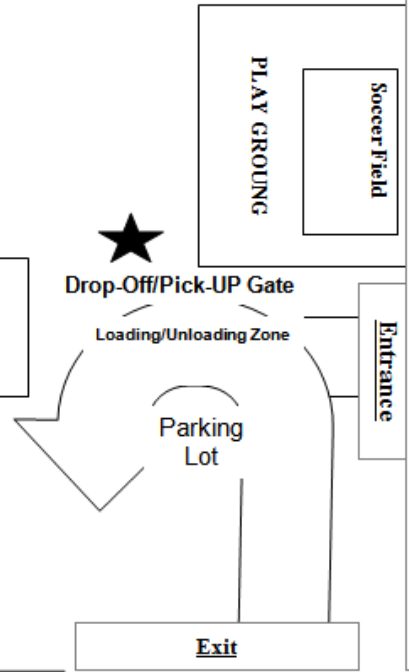 PLAY GROUNG
Soccer Field
Drop-Off/Pick-UP Gate
Loading/Unloading Zone
Entrance
Parking
Lot
Exit